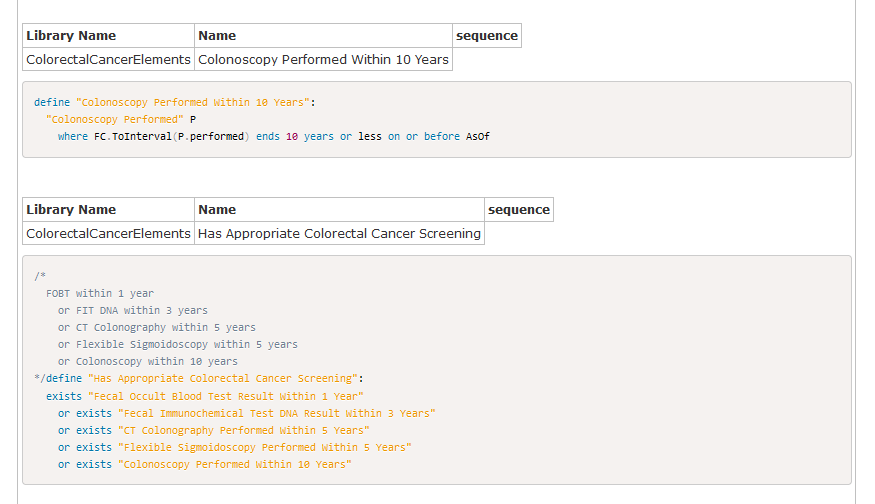 Library Name Name sequence
ColorectalCancerElements Colonoscopy Performed Within 10 Years
define "Colonoscopy Performed Within 10 Years":
"Colonoscopy Performed" P
where FC.ToInterval(P.performed) ends 10 years or less on or before AsOf
Library Name Name sequence
ColorectalCancerElements Has Appropriate Colorectal Cancer Screening
/*
FOBT within 1 year
or FIT DNA within 3 years
or CT Colonography within 5 years
or Flexible Sigmoidoscopy within 5 years
or Colonoscopy within 10 years
*/define "Has Appropriate Colorectal Cancer Screening":
exists "Fecal Occult Blood Test Result Within 1 Year"
or exists "Fecal Immunochemical Test DNA Result Within 3 Years"
or exists "CT Colonography Performed Within 5 Years"
or exists "Flexible Sigmoidoscopy Performed Within 5 Years"
or exists "Colonoscopy Performed Within 10 Years"